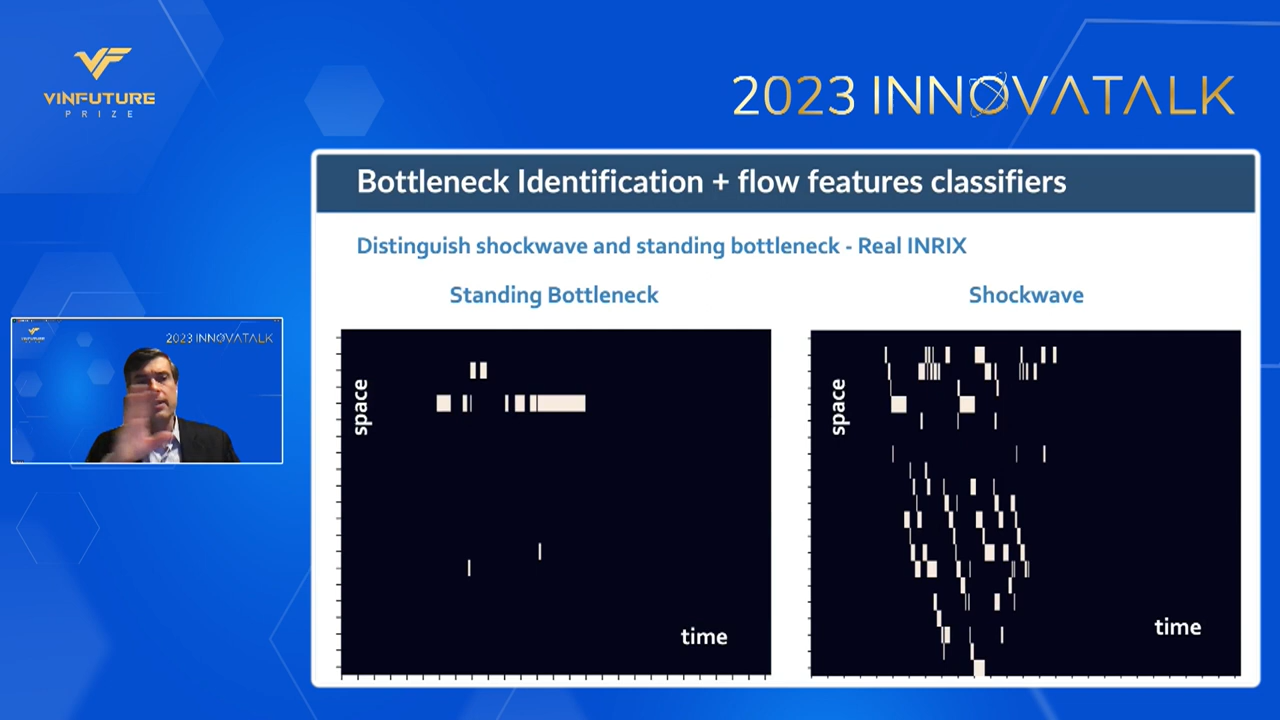 VINFUTURE
PRIZE
2023 INNOVATALK
Bottleneck Identification + flow features classifiers
Distinguish shockwave and standing bottleneck - Real INRIX
Standing Bottleneck
Shockwave
space
time
space
time
2023 INNOVATALK